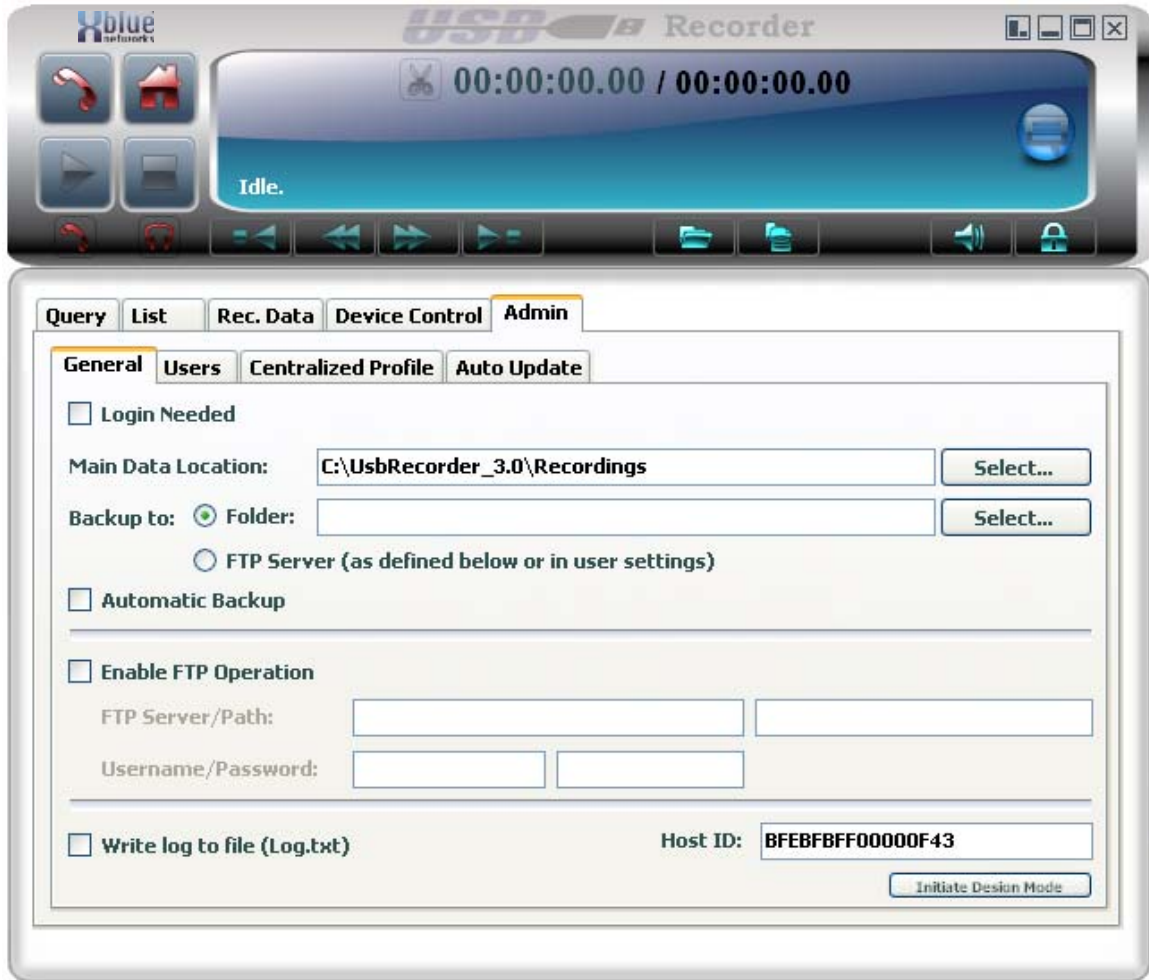 Xblue
networks
USB Recorder
00:00:00.00 / 00:00:00.00
Idle.
Query List Rec. Data Device Control Admin
General Users Centralized Profile Auto Update
Login Needed
Main Data Location: C:\UsbRecorder_3.0\Recordings Select...
Backup to: Folder: Select...
FTP Server (as defined below or in user settings)
Automatic Backup
Enable FTP Operation
FTP Server/Path:
Username/Password:
Write log to file (Log.txt) Host ID: BFEBFBFF00000F43
Initiate Design Mode